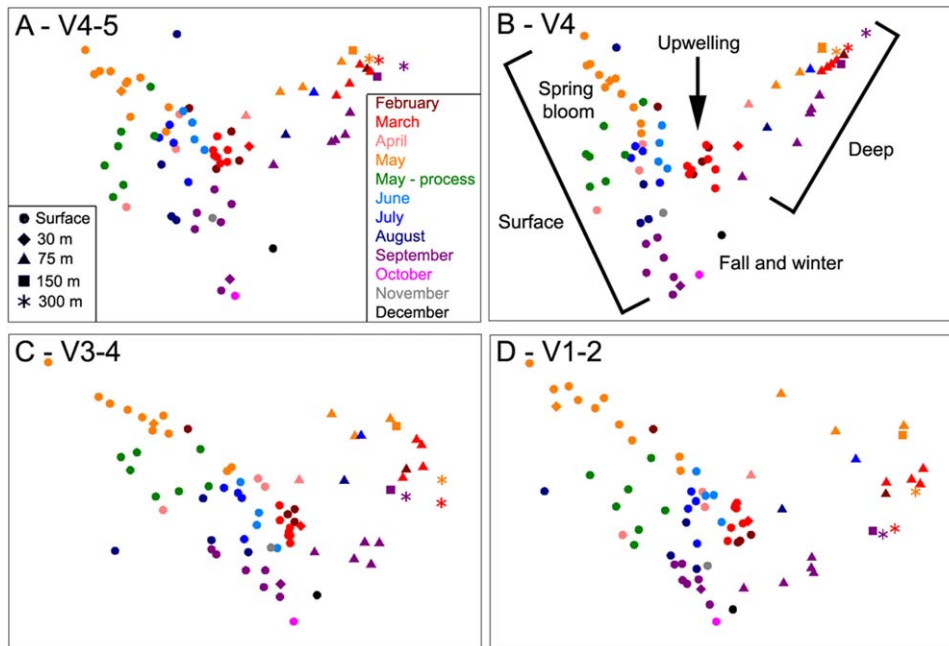 A - V4-5
February
March
April
May
May - process
June
July
August
September
October
November
December
Surface
30 m
75 m
150 m
300 m
B - V4
Upwelling
Spring
bloom
Deep
Surface
Fall and winter
C - V3-4
D - V1-2